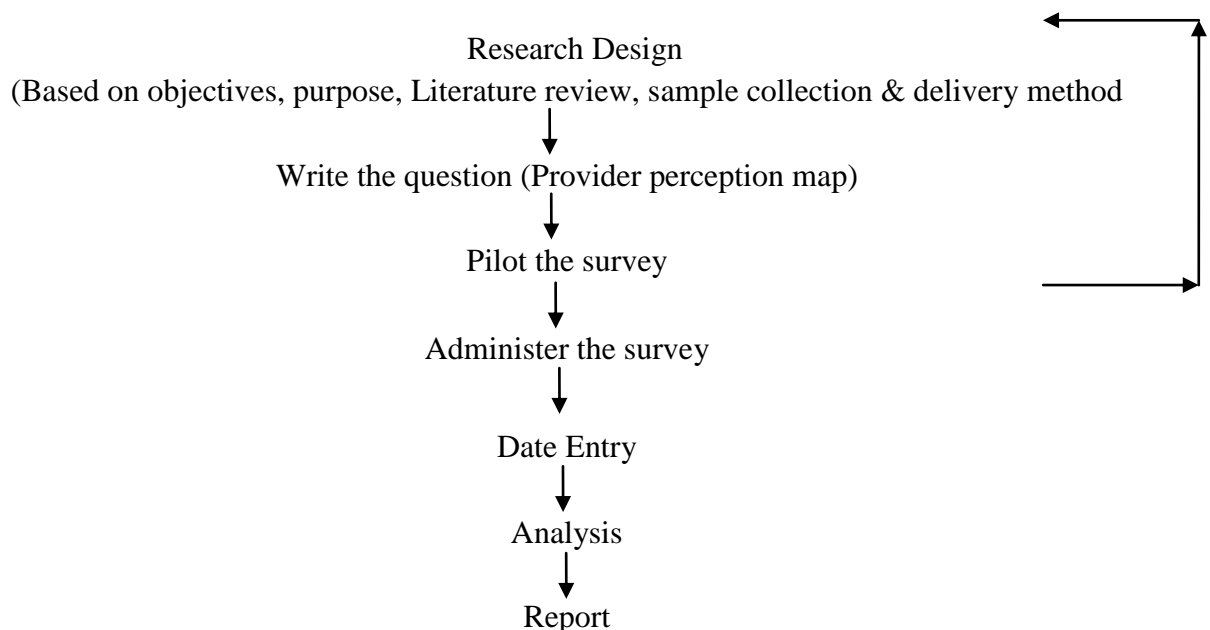 Research Design
(Based on objectives, purpose, Literature review, sample collection & delivery method
Write the question (Provider perception map)
Pilot the survey
Administer the survey
Date Entry
Analysis
Report